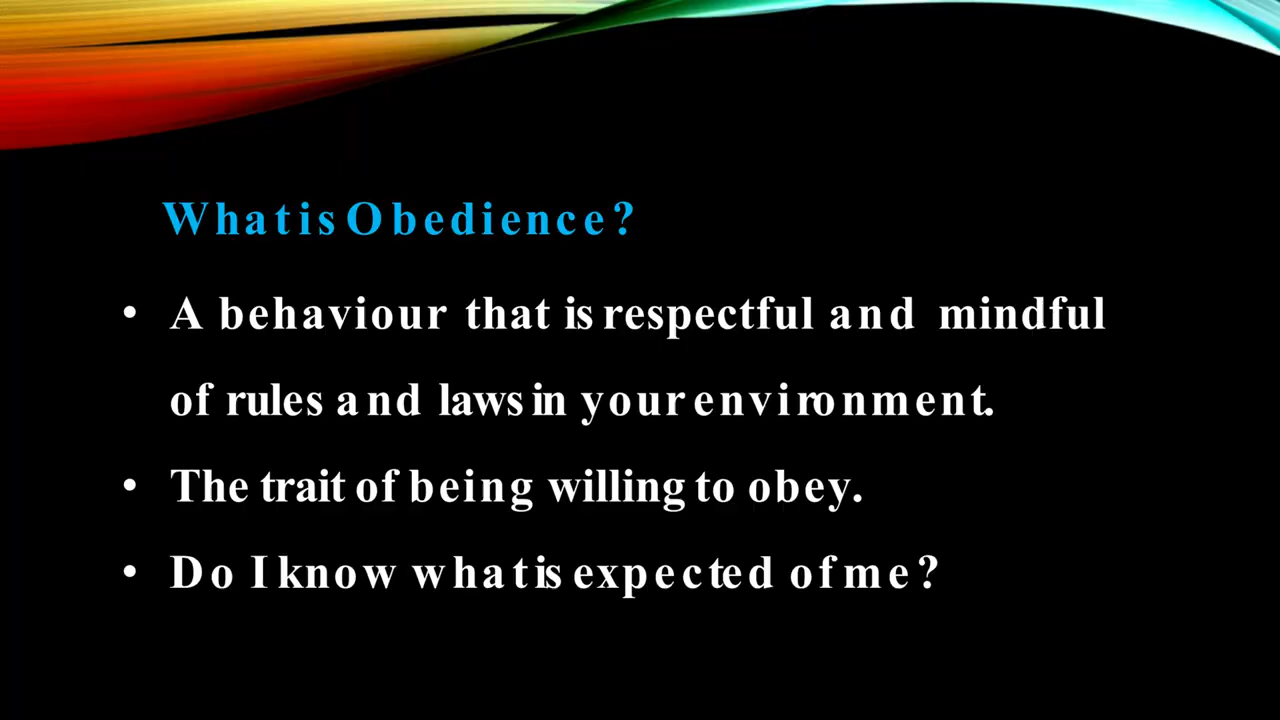 What is Obedience?
• A behaviour that is respectful and mindful
of rules and laws in your environment.
• The trait of being willing to obey.
• Do I know what is expected of me?